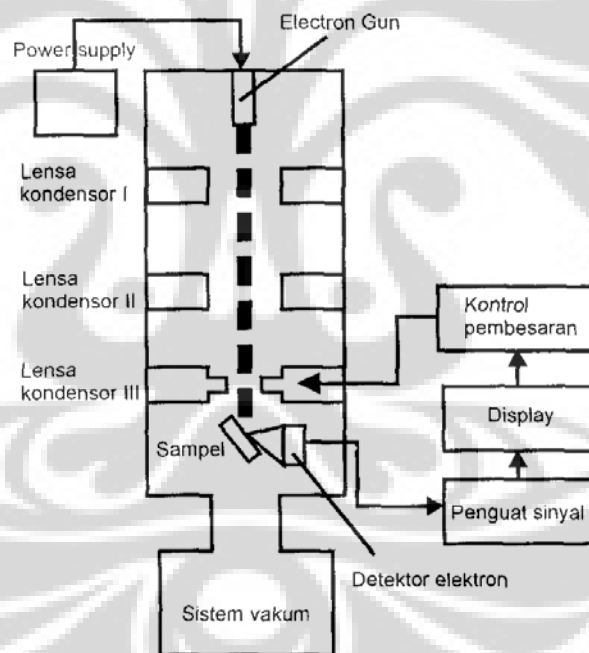 Electron Gun
Power supply
Lensa
kondensor I
Lensa
kondensor II
Kontrol
pembesaran
Lensa
kondensor III
Display
Sampel
Penguat sinyal
Detektor elektron
Sistem vakum